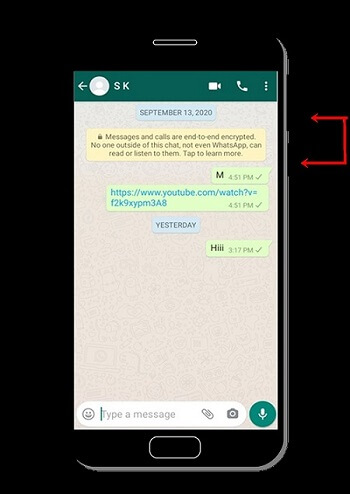 S K
SEPTEMBER 13, 2020
Messages and calls are end-to-end encrypted.
No one outside of this chat, not even WhatsApp, can
read or listen to them. Tap to learn more.
M 4:51 PM
https://www.youtube.com/watch?v=
f2k9xypm3A8
4:51 PM
YESTERDAY
Hiii 3:17 PM
Type a message